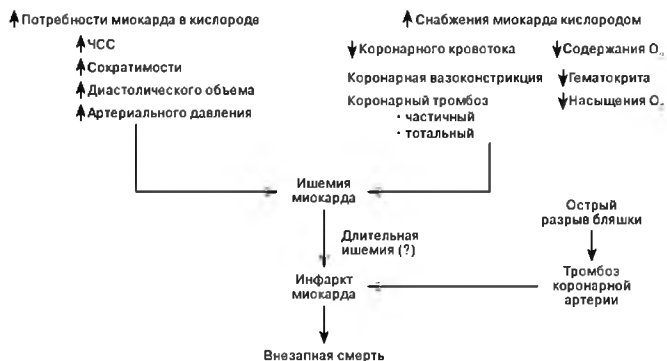 ↑Потребности миокарда в кислороде
↑ЧСС
↑Сократимости
↑Диастолического объема
↑Артериального давления
↑Снабжения миокарда кислородом
↓Коронарного кровотока
Коронарная вазоконстрикция
Коронарный тромбоз
· частичный
· тотальный
↓Содержания O₂
↓Гематокрита
↓Насыщения O₂
Ишемия
миокарда
Длительная
ишемия (?)
Острый
разрыв бляшки
Тромбоз
коронарной
артерии
Инфаркт
миокарда
Внезапная смерть